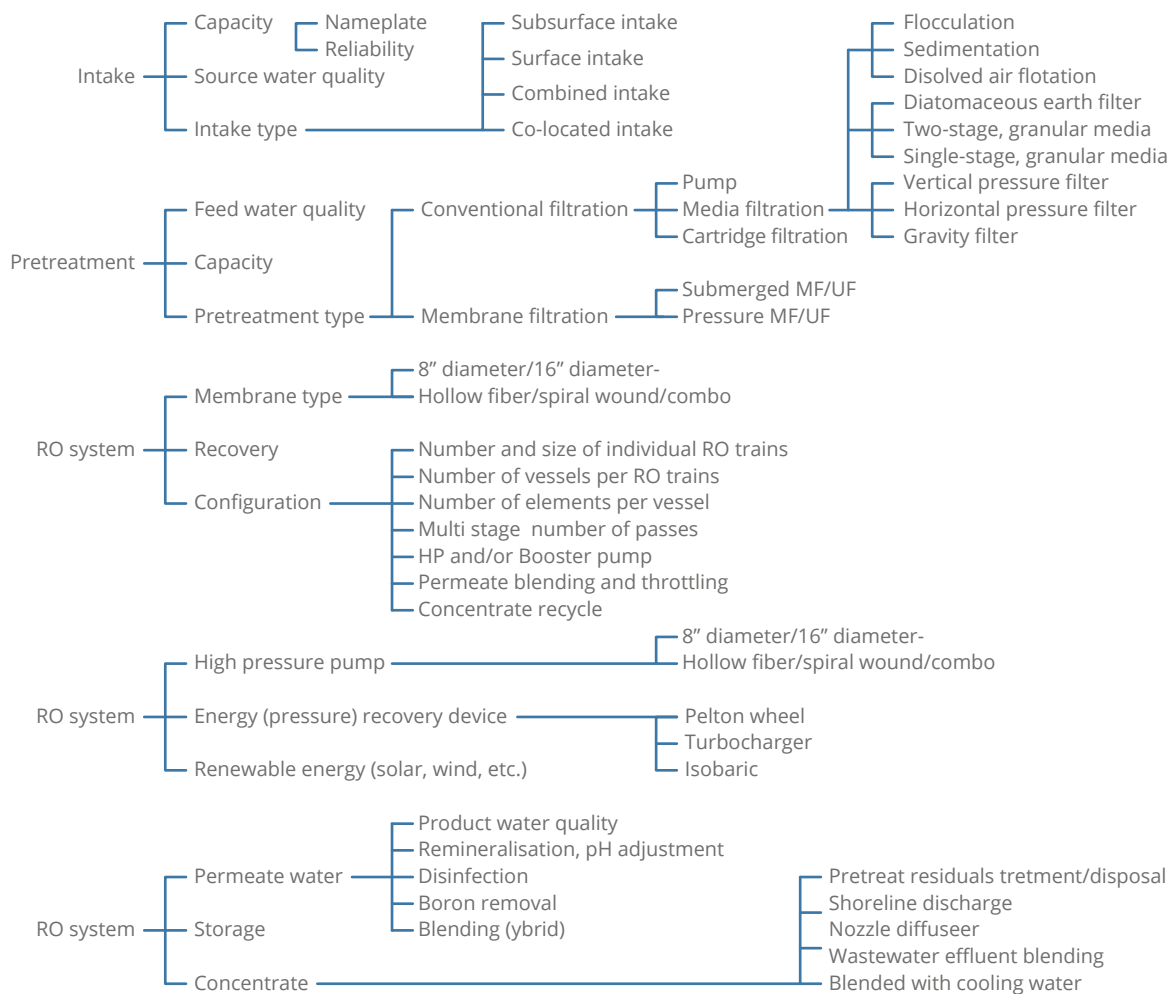 Intake
Capacity
Nameplate
Reliability
Source water quality
Intake type
Subsurface intake
Surface intake
Combined intake
Co-located intake
Pretreatment
Feed water quality
Capacity
Pretreatment type
Conventional filtration
Pump
Media filtration
Cartridge filtration
Flocculation
Sedimentation
Disolved air flotation
Diatomaceous earth filter
Two-stage, granular media
Single-stage, granular media
Vertical pressure filter
Horizontal pressure filter
Gravity filter
Membrane filtration
Submerged MF/UF
Pressure MF/UF
RO system
Membrane type
8” diameter/16” diameter-
Hollow fiber/spiral wound/combo
Recovery
Configuration
Number and size of individual RO trains
Number of vessels per RO trains
Number of elements per vessel
Multi stage  number of passes
HP and/or Booster pump
Permeate blending and throttling
Concentrate recycle
RO system
High pressure pump
8” diameter/16” diameter-
Hollow fiber/spiral wound/combo
Energy (pressure) recovery device
Pelton wheel
Turbocharger
Isobaric
Renewable energy (solar, wind, etc.)
RO system
Permeate water
Product water quality
Remineralisation, pH adjustment
Disinfection
Boron removal
Blending (ybrid)
Storage
Concentrate
Pretreat residuals tretment/disposal
Shoreline discharge
Nozzle diffuseer
Wastewater effluent blending
Blended with cooling water